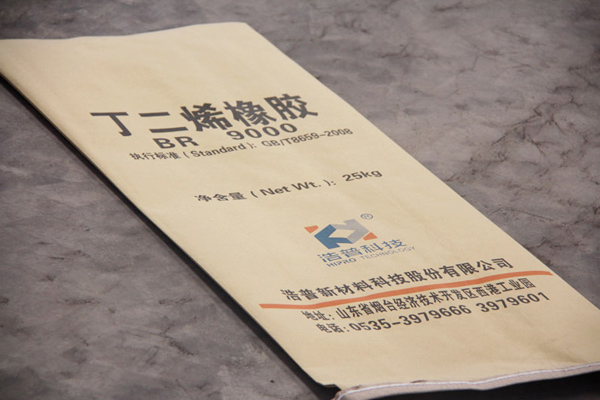 丁二烯橡胶
BR 9000
执行标准(Standard): GB/T8659-2008
净含量(Net Wt.): 25kg
®
浩普科技
HIPRO TECHNOLOGY
浩普新材料科技股份有限公司
地址: 山东省烟台经济技术开发区西港工业园
电话: 0535-3979666 3979601